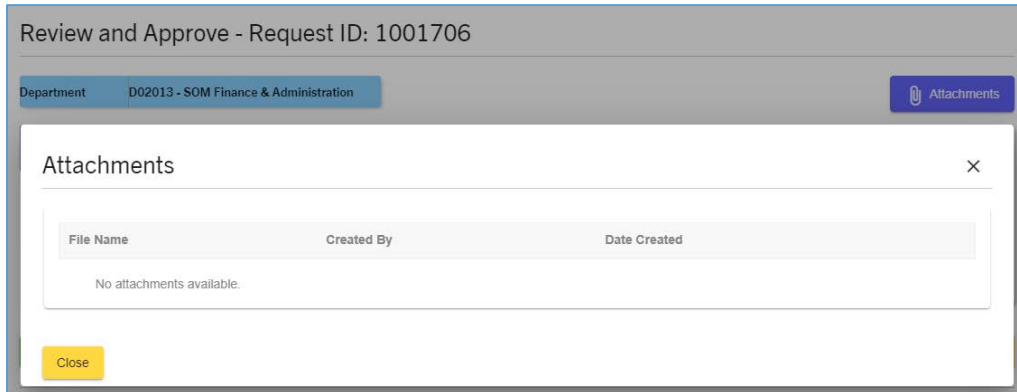 Review and Approve - Request ID: 1001706
Department D02013 - SOM Finance & Administration
Attachments
Attachments
File Name Created By Date Created
No attachments available.
Close